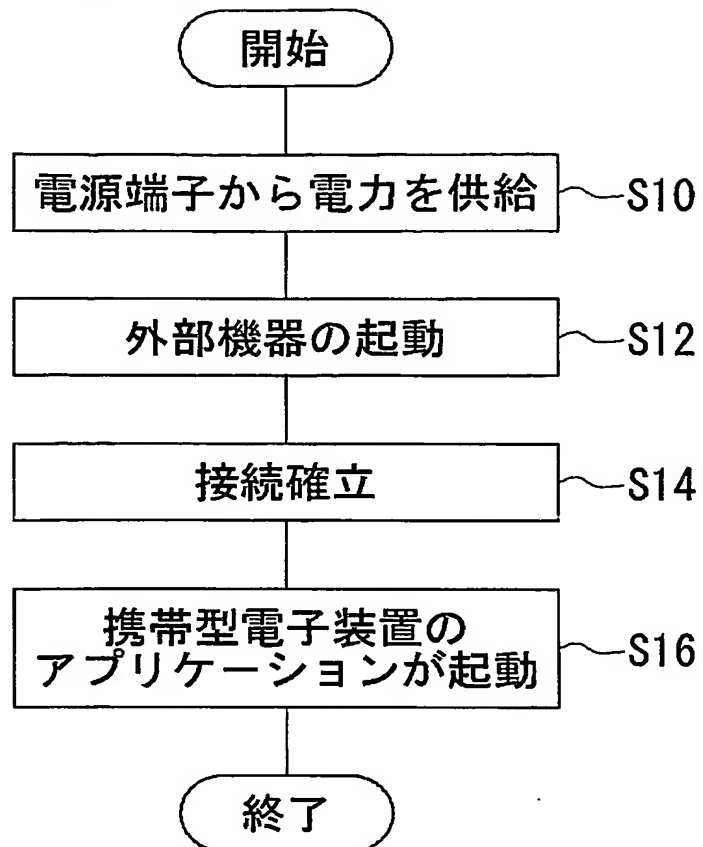 開始
電源端子から電力を供給 S10
外部機器の起動 S12
接続確立 S14
携帯型電子装置の
アプリケーションが起動 S16
終了